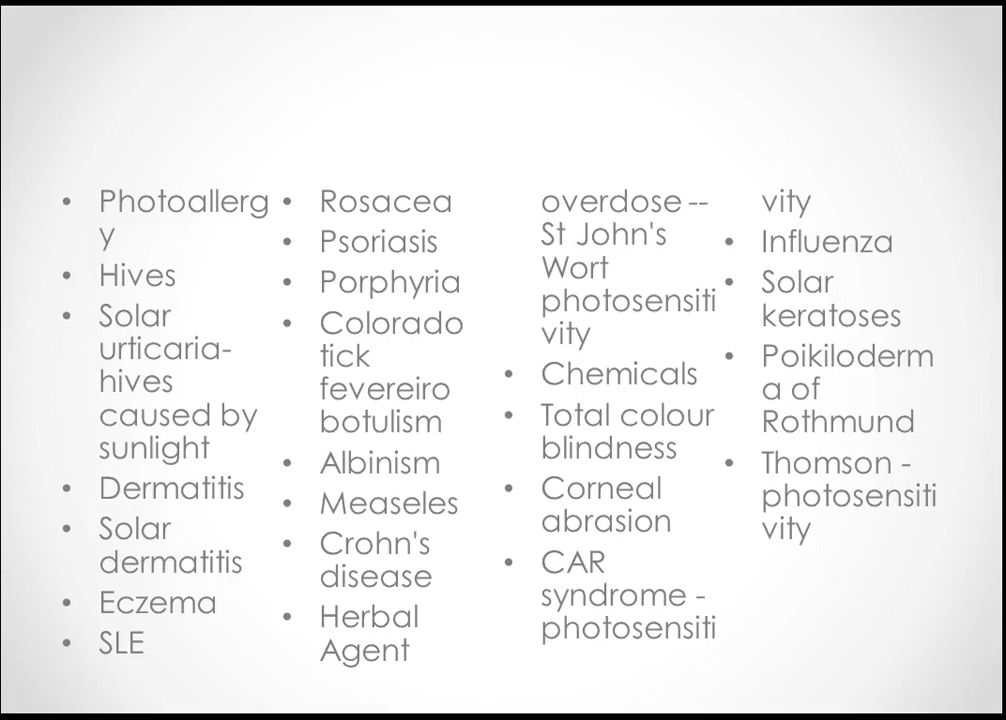 • Photoallerg
y
• Hives
• Solar
urticaria-
hives
caused by
sunlight
• Dermatitis
• Solar
dermatitis
• Eczema
• SLE
• Rosacea
• Psoriasis
• Porphyria
• Colorado
tick
fevereiro
botulism
• Albinism
• Measeles
• Crohn's
disease
• Herbal
Agent
overdose --
St John's
Wort
photosensiti
vity
• Chemicals
• Total colour
blindness
• Corneal
abrasion
• CAR
syndrome -
photosensiti
vity
• Influenza
• Solar
keratoses
• Poikiloderm
a of
Rothmund
• Thomson -
photosensiti
vity